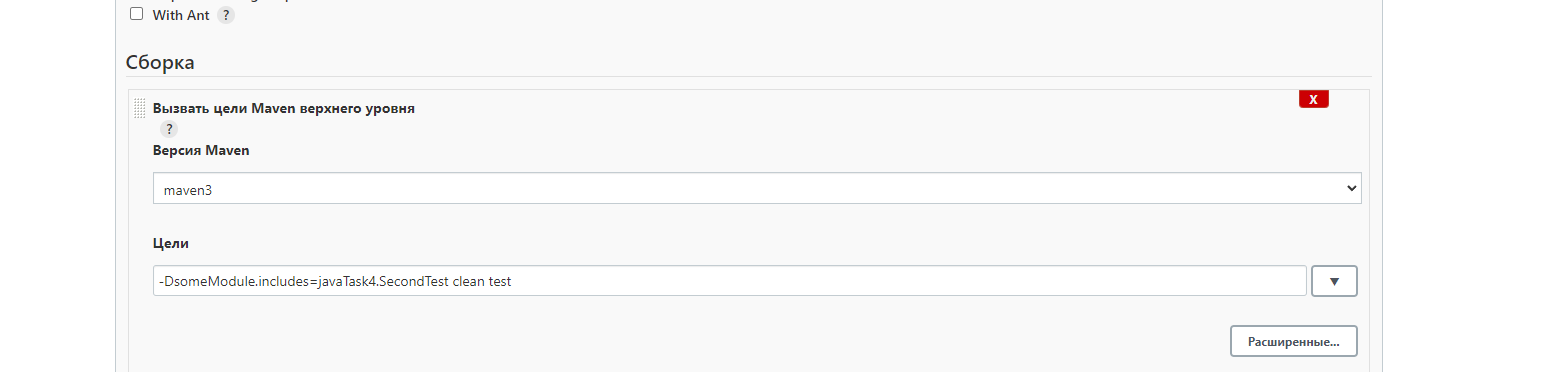 With Ant ?
Сборка
Вызвать цели Maven верхнего уровня
X
?
Версия Maven
maven3
Цели
-DsomeModule.includes=javaTask4.SecondTest clean test
Расширенные...